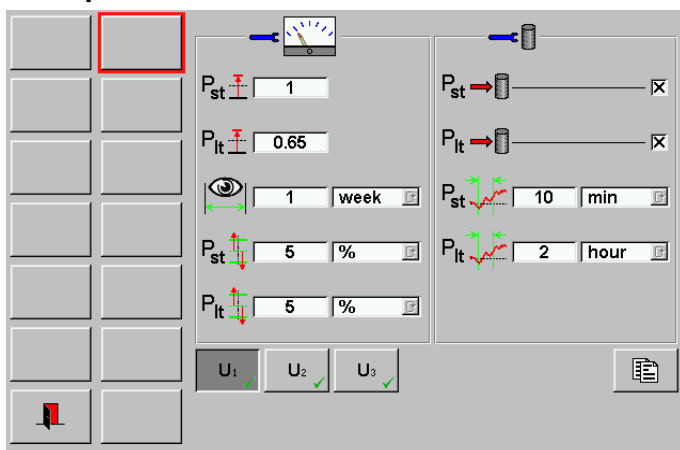 Pst 1
Plt 0.65
1 week
Pst 5 %
Plt 5 %
Pst
Plt
Pst 10 min
Plt 2 hour
U1 U2 U3